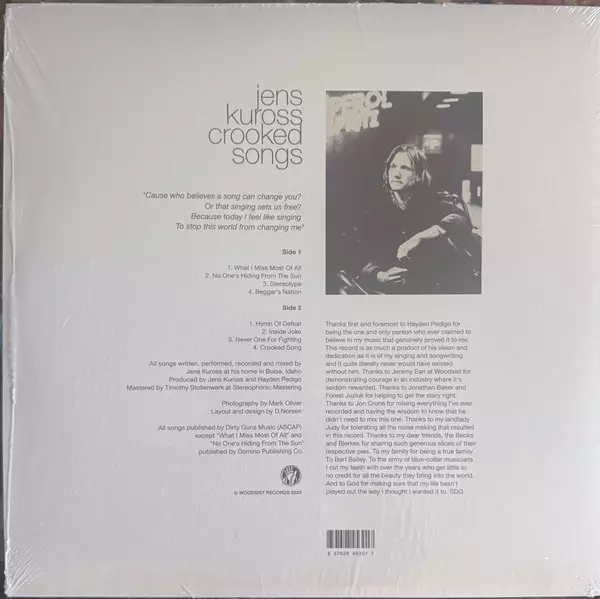 jens
kuross
crooked
songs
"Cause who believes a song can change you?
Or that singing sets us free?
Because today I feel like singing
To stop this world from changing me"
Side 1
1. What I Miss Most Of All
2. No One's Hiding From The Sun
3. Stereotype
4. Beggar's Nation
Side 2
1. Hymn Of Defeat
2. Inside Joke
3. Never One For Fighting
4. Crooked Song
All songs written, performed, recorded and mixed by
Jens Kuross at his home in Boise, Idaho
Produced by Jens Kuross and Hayden Pedigo
Mastered by Timothy Stollenwerk at Stereophonic Mastering
Photography by Mark Oliver
Layout and design by D.Norsen
All songs published by Dirty Guns Music (ASCAP)
except "What I Miss Most Of All" and
"No One's Hiding From The Sun"
published by Domino Publishing Co.
© WOODSIST RECORDS
Thanks first and foremost to Hayden Pedigo for
being the one and only person who ever claimed to
believe in my music that genuinely proved it to me.
This record is as much a product of his vision and
dedication as it is of my singing and songwriting
and it quite literally never would have existed
without him. Thanks to Jeremy Earl at Woodsist for
demonstrating courage in an industry where it's
seldom rewarded. Thanks to Jonathan Baker and
Forest Jujiuk for helping to get the story right.
Thanks to Jon Crone for mixing everything I've ever
recorded and having the wisdom to know that he
didn't need to mix this one. Thanks to my landlady
Judy for tolerating all the noise making that resulted
in this record. Thanks to my dear friends, the Becks
and Bjerkes for sharing such generous slices of their
respective pies. To my family for being a true family.
To Bart Bailey. To the army of blue-collar musicians
I cut my teeth with over the years who get little to
no credit for all the beauty they bring into the world.
And to God for making sure that my life hasn't
played out the way I thought I wanted it to. SDG